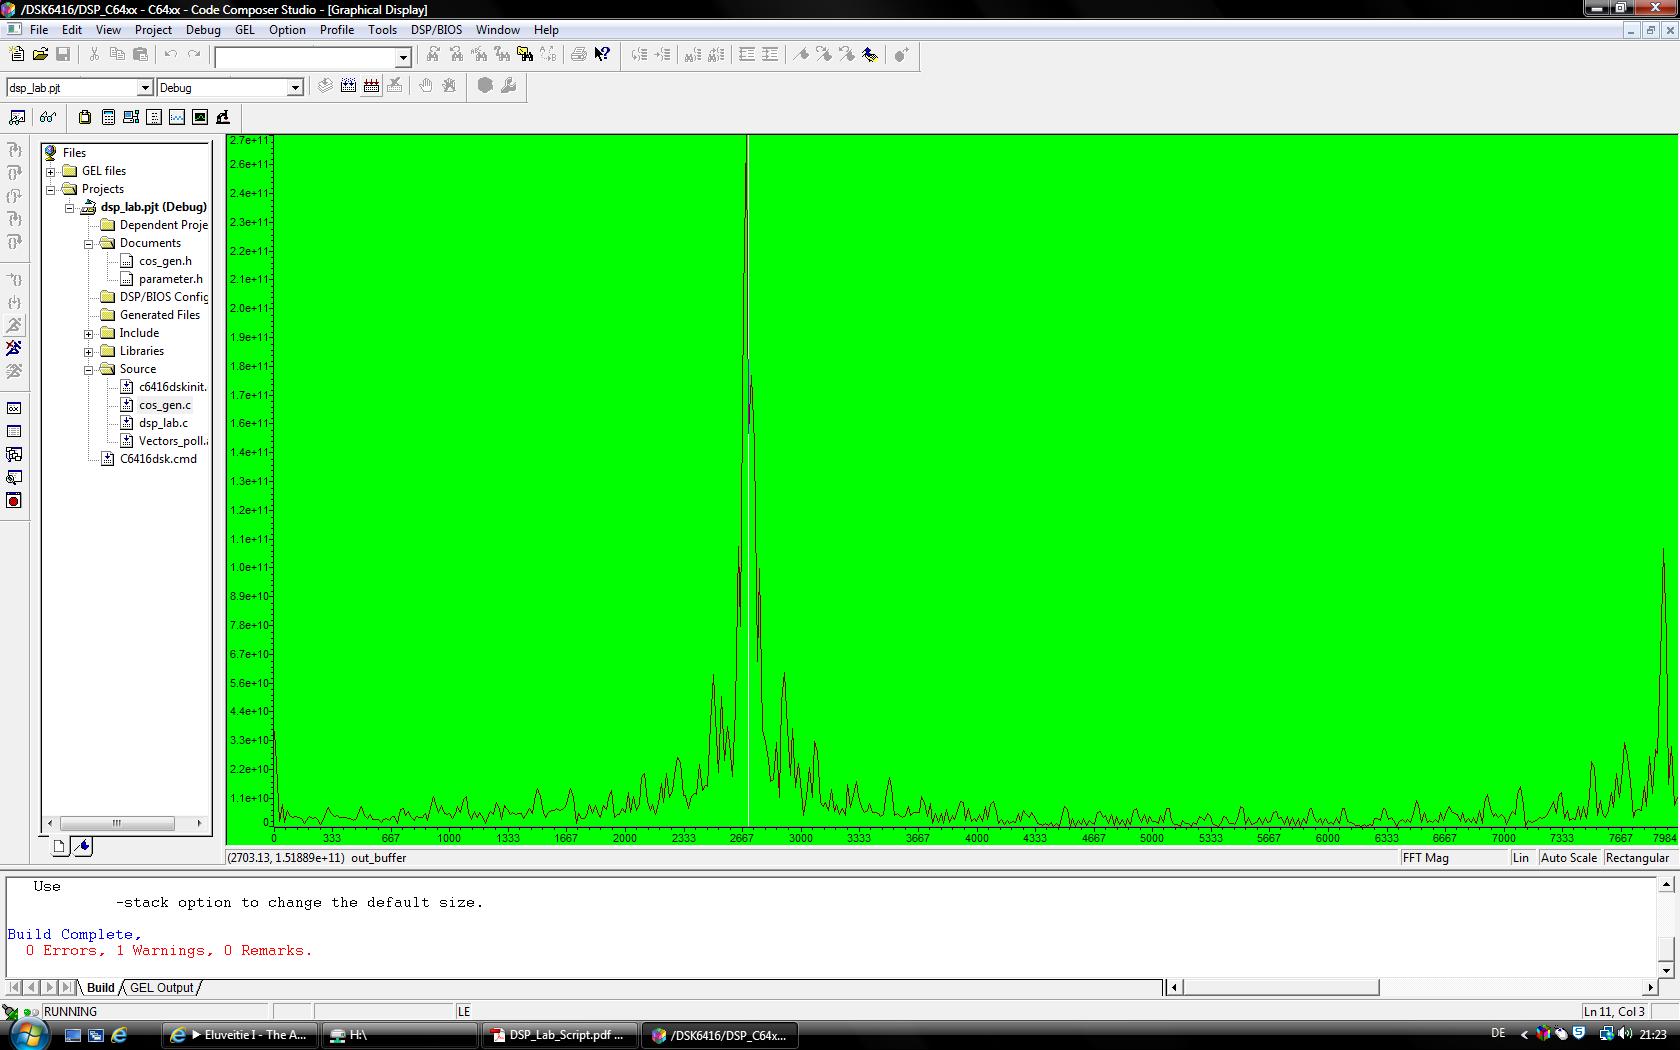 /DSK6416/DSP_C64xx - C64xx - Code Composer Studio - [Graphical Display]
File Edit View Project Debug GEL Option Profile Tools DSP/BIOS Window Help
dsp_lab.pjt Debug
Files
GEL files
Projects
dsp_lab.pjt (Debug)
Dependent Proje
Documents
cos_gen.h
parameter.h
DSP/BIOS Config
Generated Files
Include
Libraries
Source
c6416dskinit.
cos_gen.c
dsp_lab.c
Vectors_poll.a
C6416dsk.cmd
2.7e+11
2.6e+11
2.4e+11
2.3e+11
2.2e+11
2.1e+11
2.0e+11
1.9e+11
1.8e+11
1.7e+11
1.6e+11
1.4e+11
1.3e+11
1.2e+11
1.1e+11
1.0e+11
8.9e+10
7.8e+10
6.7e+10
5.6e+10
4.4e+10
3.3e+10
2.2e+10
1.1e+10
0
0 333 667 1000 1333 1667 2000 2333 2667 3000 3333 3667 4000 4333 4667 5000 5333 5667 6000 6333 6667 7000 7333 7667 7984
(2703.13, 1.51889e+11) out_buffer FFT Mag Lin Auto Scale Rectangular
Use
-stack option to change the default size.
Build Complete,
0 Errors, 1 Warnings, 0 Remarks.
Build GEL Output
RUNNING LE Ln 11, Col 3
Eluveitie I - The A... H:\ DSP_Lab_Script.pdf ... /DSK6416/DSP_C64x... DE 21:23